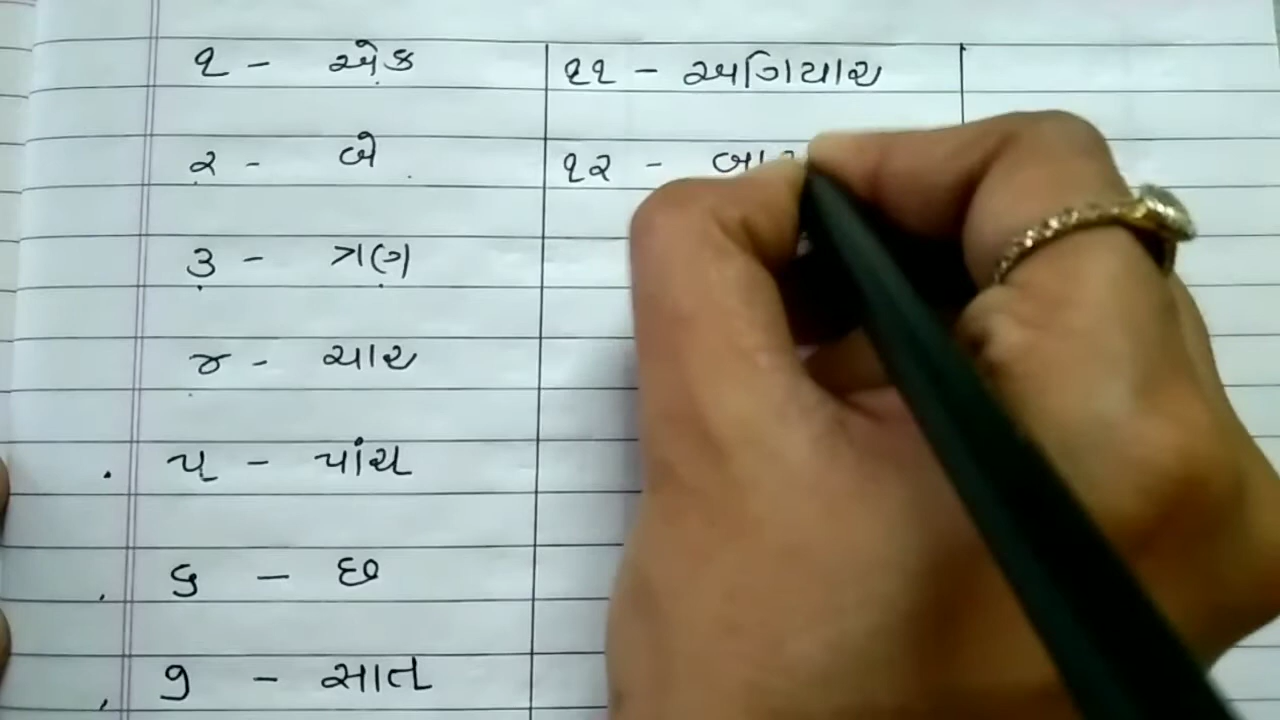 ૧ - એક
૨ - બે
૩ - ત્રણ
૪ - ચાર
૫ - પાંચ
૬ - છ
૭ - સાત
૧૧ - અગિયાર
૧૨ -